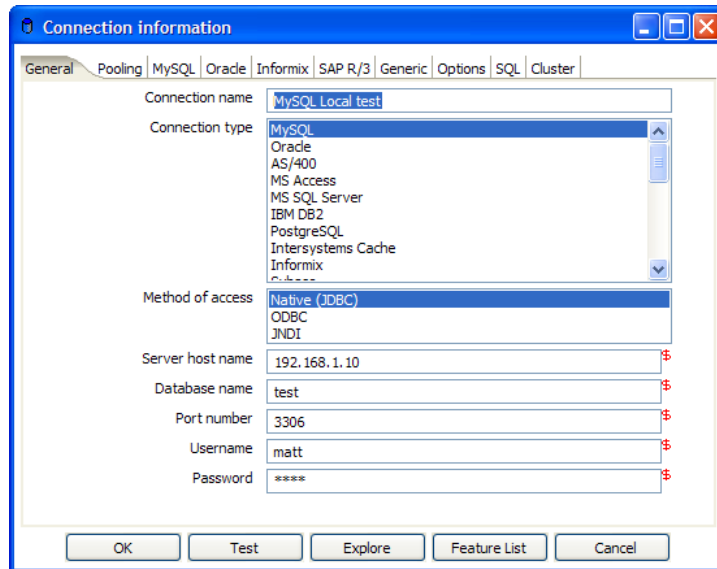 Connection information
General Pooling MySQL Oracle Informix SAP R/3 Generic Options SQL Cluster
Connection name MySQL Local test
Connection type MySQL
Oracle
AS/400
MS Access
MS SQL Server
IBM DB2
PostgreSQL
Intersystems Cache
Informix
Method of access Native (JDBC)
ODBC
JNDI
Server host name 192.168.1.10 $
Database name test $
Port number 3306 $
Username matt $
Password **** $
OK Test Explore Feature List Cancel